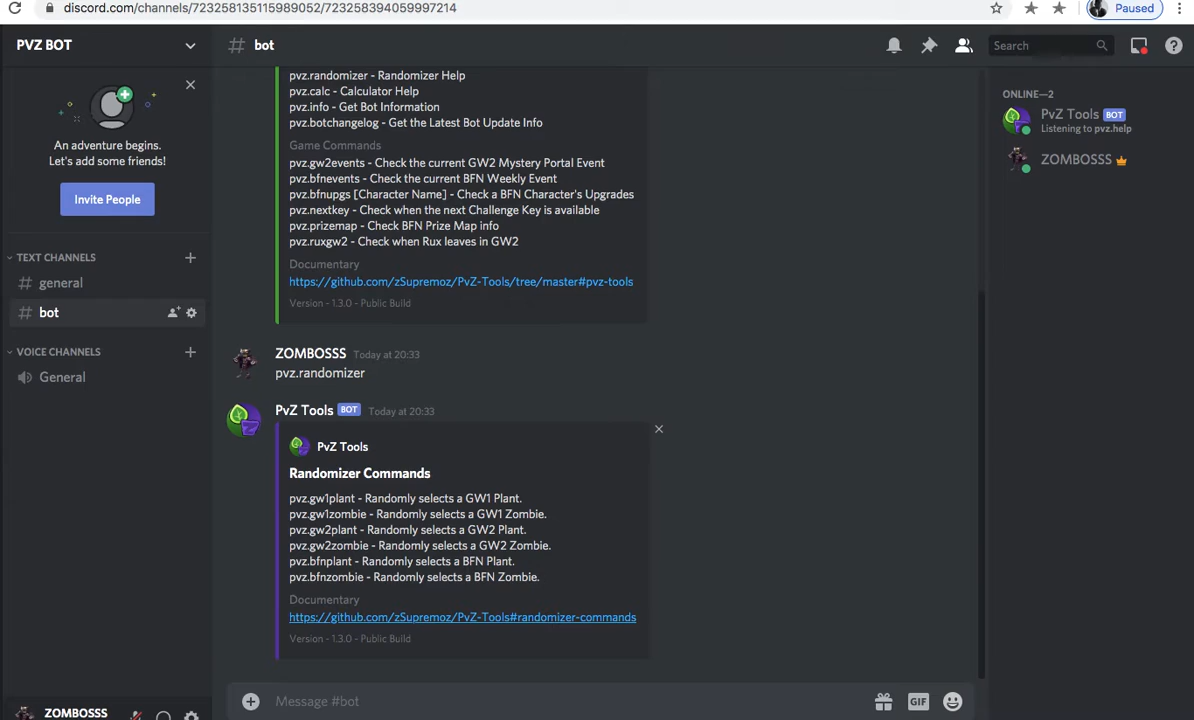 discord.com/channels/723258135115989052/723258394059997214
Paused
PVZ BOT
An adventure begins.
Let's add some friends!
Invite People
TEXT CHANNELS
# general
# bot
VOICE CHANNELS
General
ZOMBOSSS
# bot
Search
pvz.randomizer - Randomizer Help
pvz.calc - Calculator Help
pvz.info - Get Bot Information
pvz.botchangelog - Get the Latest Bot Update Info
Game Commands
pvz.gw2events - Check the current GW2 Mystery Portal Event
pvz.bfnevents - Check the current BFN Weekly Event
pvz.bfnupgs [Character Name] - Check a BFN Character's Upgrades
pvz.nextkey - Check when the next Challenge Key is available
pvz.prizemap - Check BFN Prize Map info
pvz.ruxgw2 - Check when Rux leaves in GW2
Documentary
https://github.com/zSupremoz/PvZ-Tools/tree/master#pvz-tools
Version - 1.3.0 - Public Build
ZOMBOSSS Today at 20:33
pvz.randomizer
PvZ Tools BOT Today at 20:33
PvZ Tools
Randomizer Commands
pvz.gw1plant - Randomly selects a GW1 Plant.
pvz.gw1zombie - Randomly selects a GW1 Zombie.
pvz.gw2plant - Randomly selects a GW2 Plant.
pvz.gw2zombie - Randomly selects a GW2 Zombie.
pvz.bfnplant - Randomly selects a BFN Plant.
pvz.bfnzombie - Randomly selects a BFN Zombie.
Documentary
https://github.com/zSupremoz/PvZ-Tools#randomizer-commands
Version - 1.3.0 - Public Build
Message #bot
GIF
ONLINE—2
PvZ Tools BOT
Listening to pvz.help
ZOMBOSSS